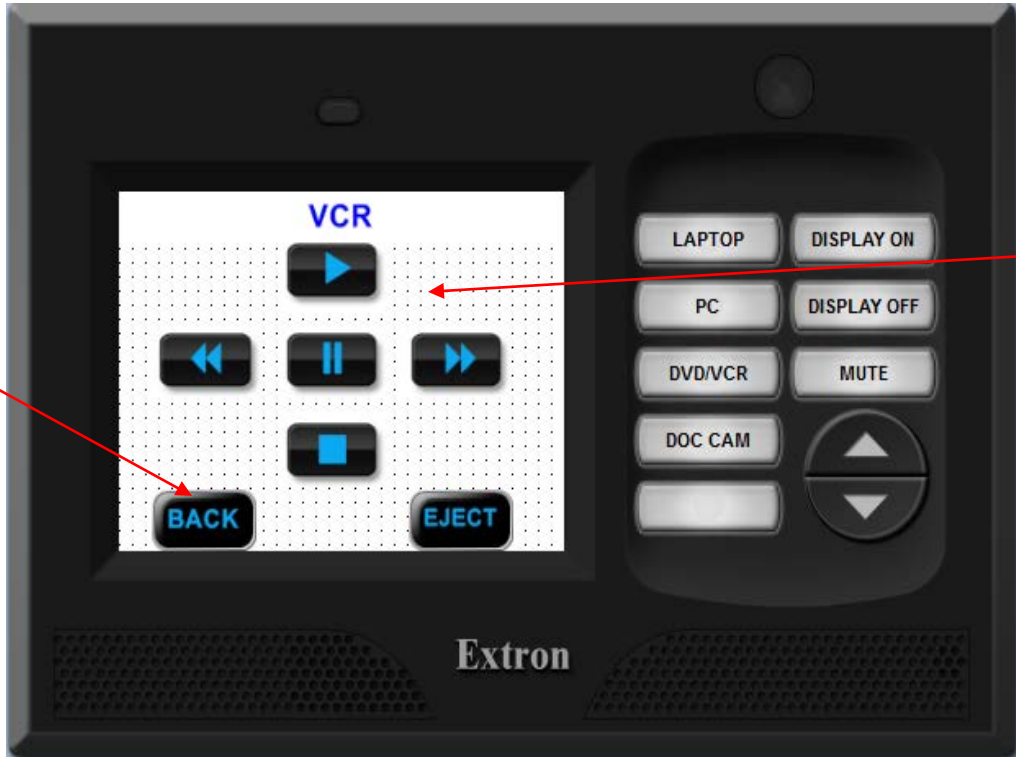 VCR
BACK
EJECT
LAPTOP
DISPLAY ON
PC
DISPLAY OFF
DVD/VCR
MUTE
DOC CAM
Extron